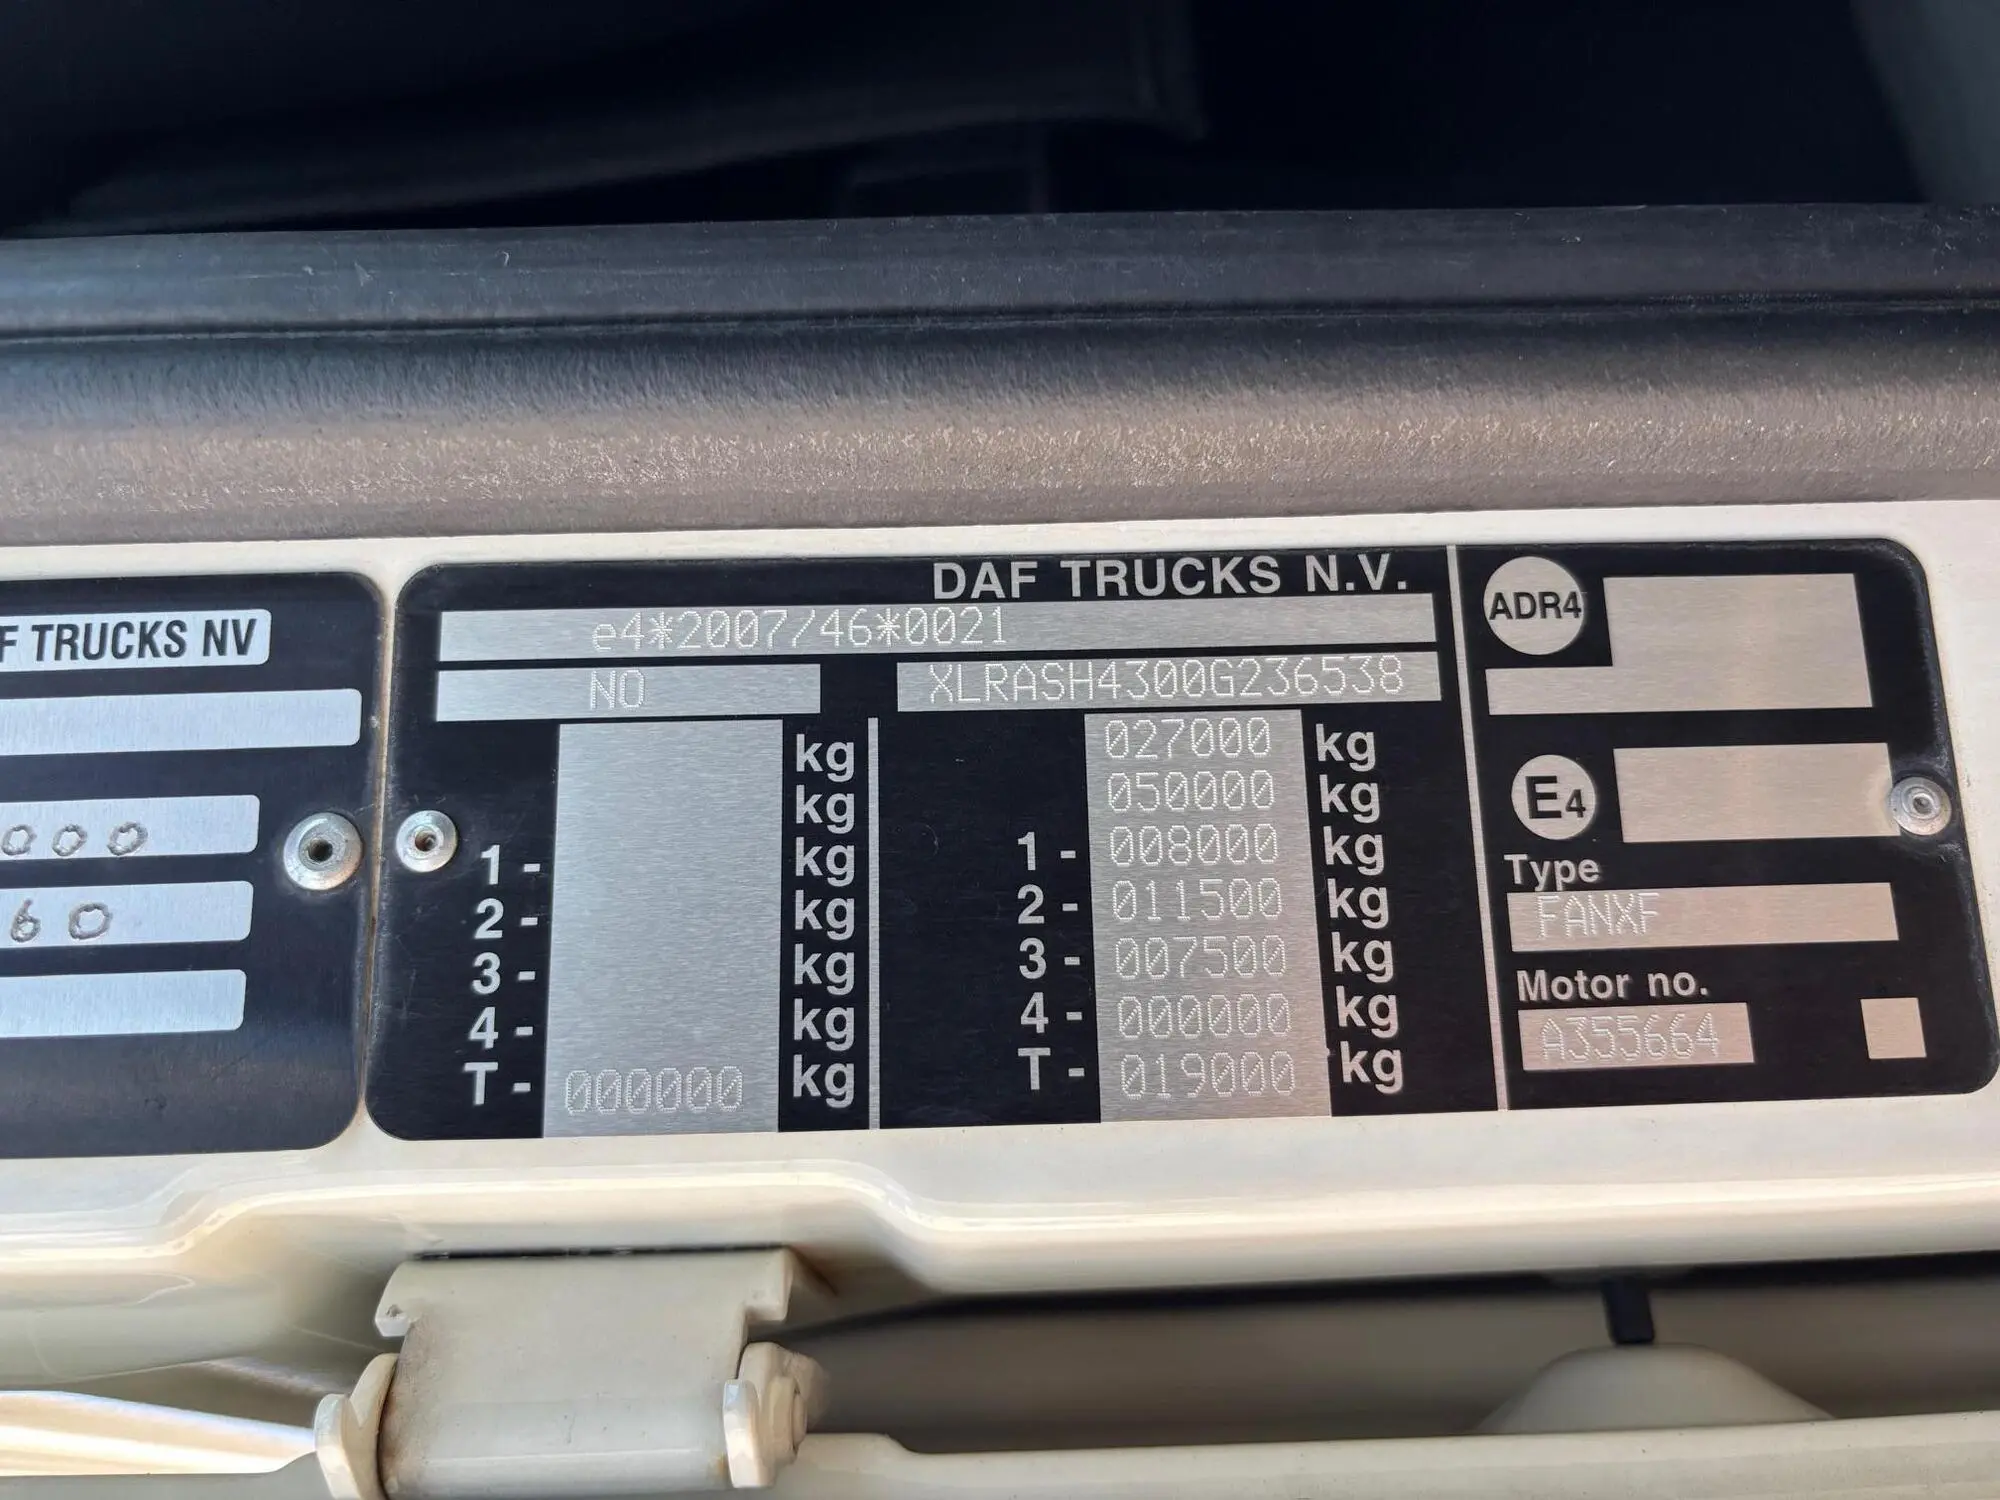 F TRUCKS NV
000
60
DAF TRUCKS N.V.
e4*2007/46*0021
NO
XLRASH4300G236538
kg
kg
1- kg
2- kg
3- kg
4- kg
T- 000000 kg
027000 kg
050000 kg
1- 008000 kg
2- 011500 kg
3- 007500 kg
4- 000000 kg
T- 019000 kg
ADR4
E4
Type
FANXF
Motor no.
A355664